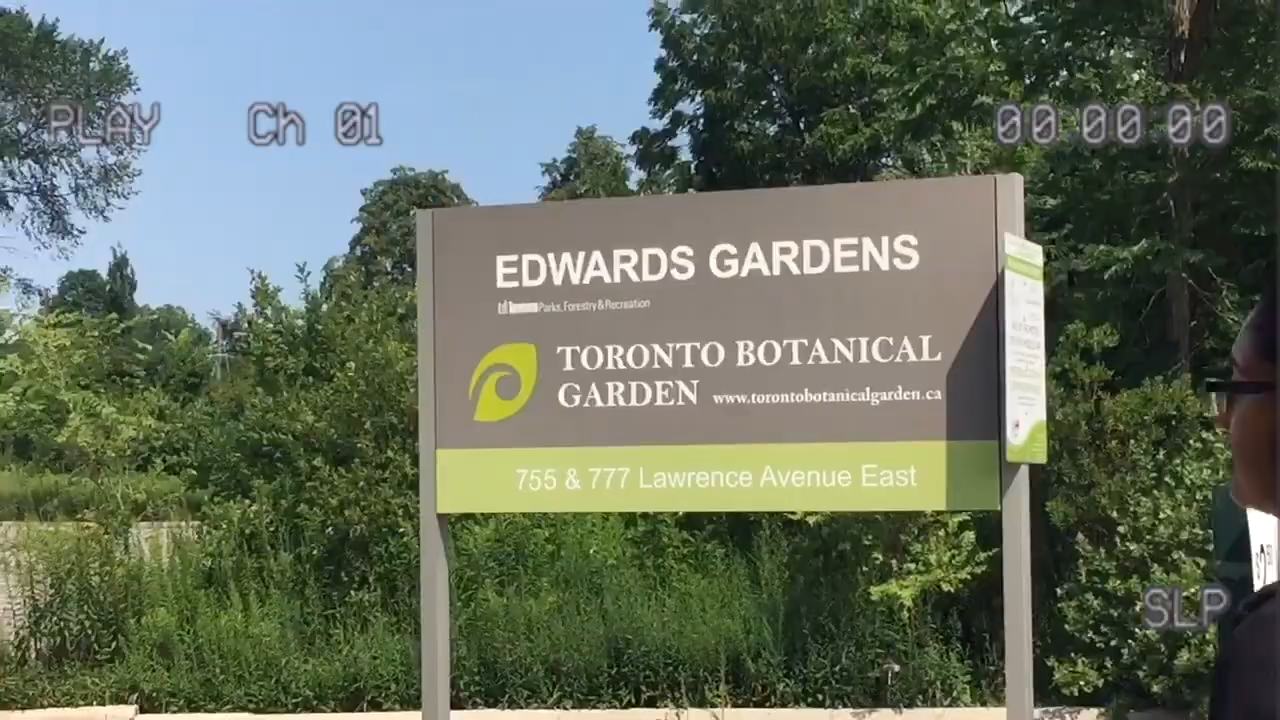 PLAY Ch 01 00 00 00
EDWARDS GARDENS
Toronto Parks, Forestry & Recreation
TORONTO BOTANICAL
GARDEN www.torontobotanicalgarden.ca
755 & 777 Lawrence Avenue East
SLP